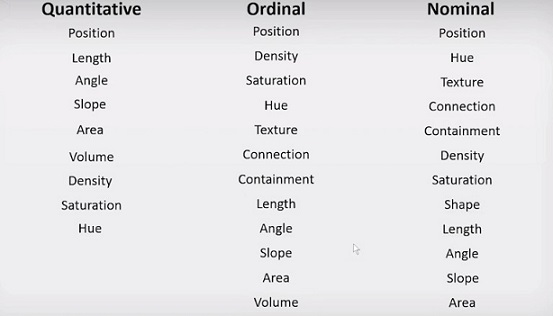 Quantitative Ordinal Nominal
Position Position Position
Length Density Hue
Angle Saturation Texture
Slope Hue Connection
Area Texture Containment
Volume Connection Density
Density Containment Saturation
Saturation Length Shape
Hue Angle Length
Slope Angle
Area Slope
Volume Area